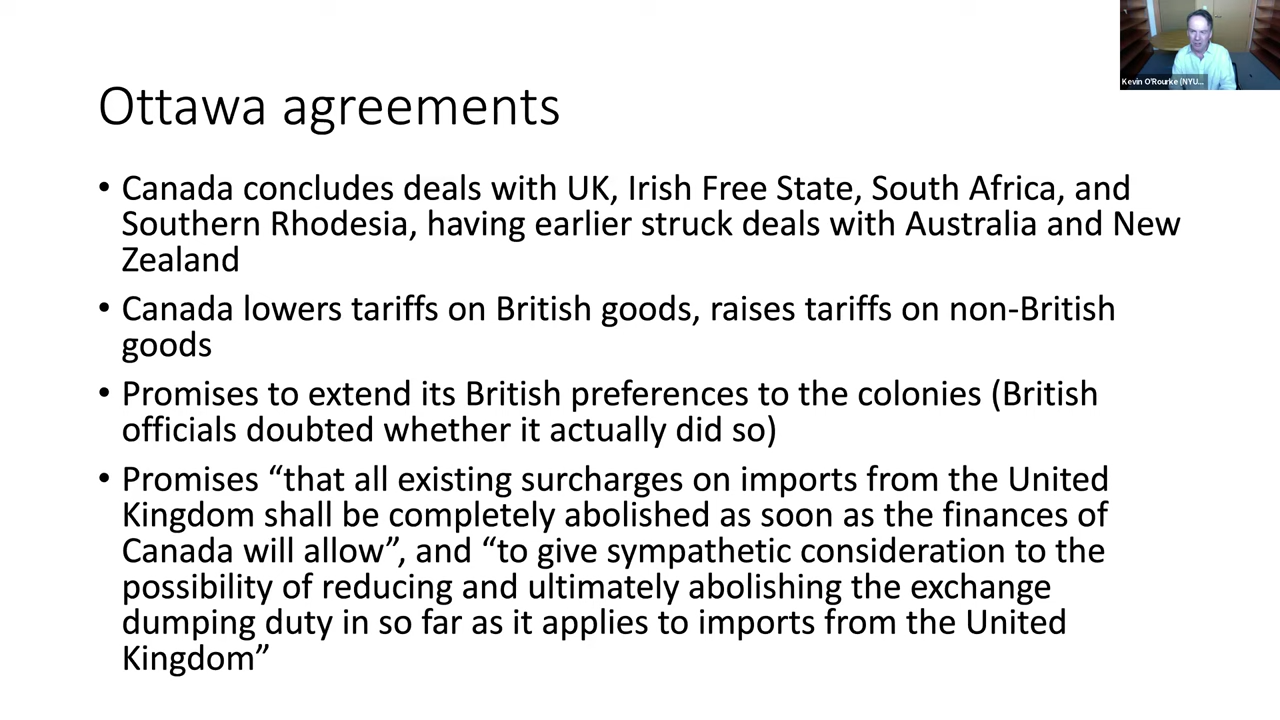 Kevin O'Rourke (NYU...
Ottawa agreements
• Canada concludes deals with UK, Irish Free State, South Africa, and
Southern Rhodesia, having earlier struck deals with Australia and New
Zealand
• Canada lowers tariffs on British goods, raises tariffs on non-British
goods
• Promises to extend its British preferences to the colonies (British
officials doubted whether it actually did so)
• Promises “that all existing surcharges on imports from the United
Kingdom shall be completely abolished as soon as the finances of
Canada will allow”, and “to give sympathetic consideration to the
possibility of reducing and ultimately abolishing the exchange
dumping duty in so far as it applies to imports from the United
Kingdom”